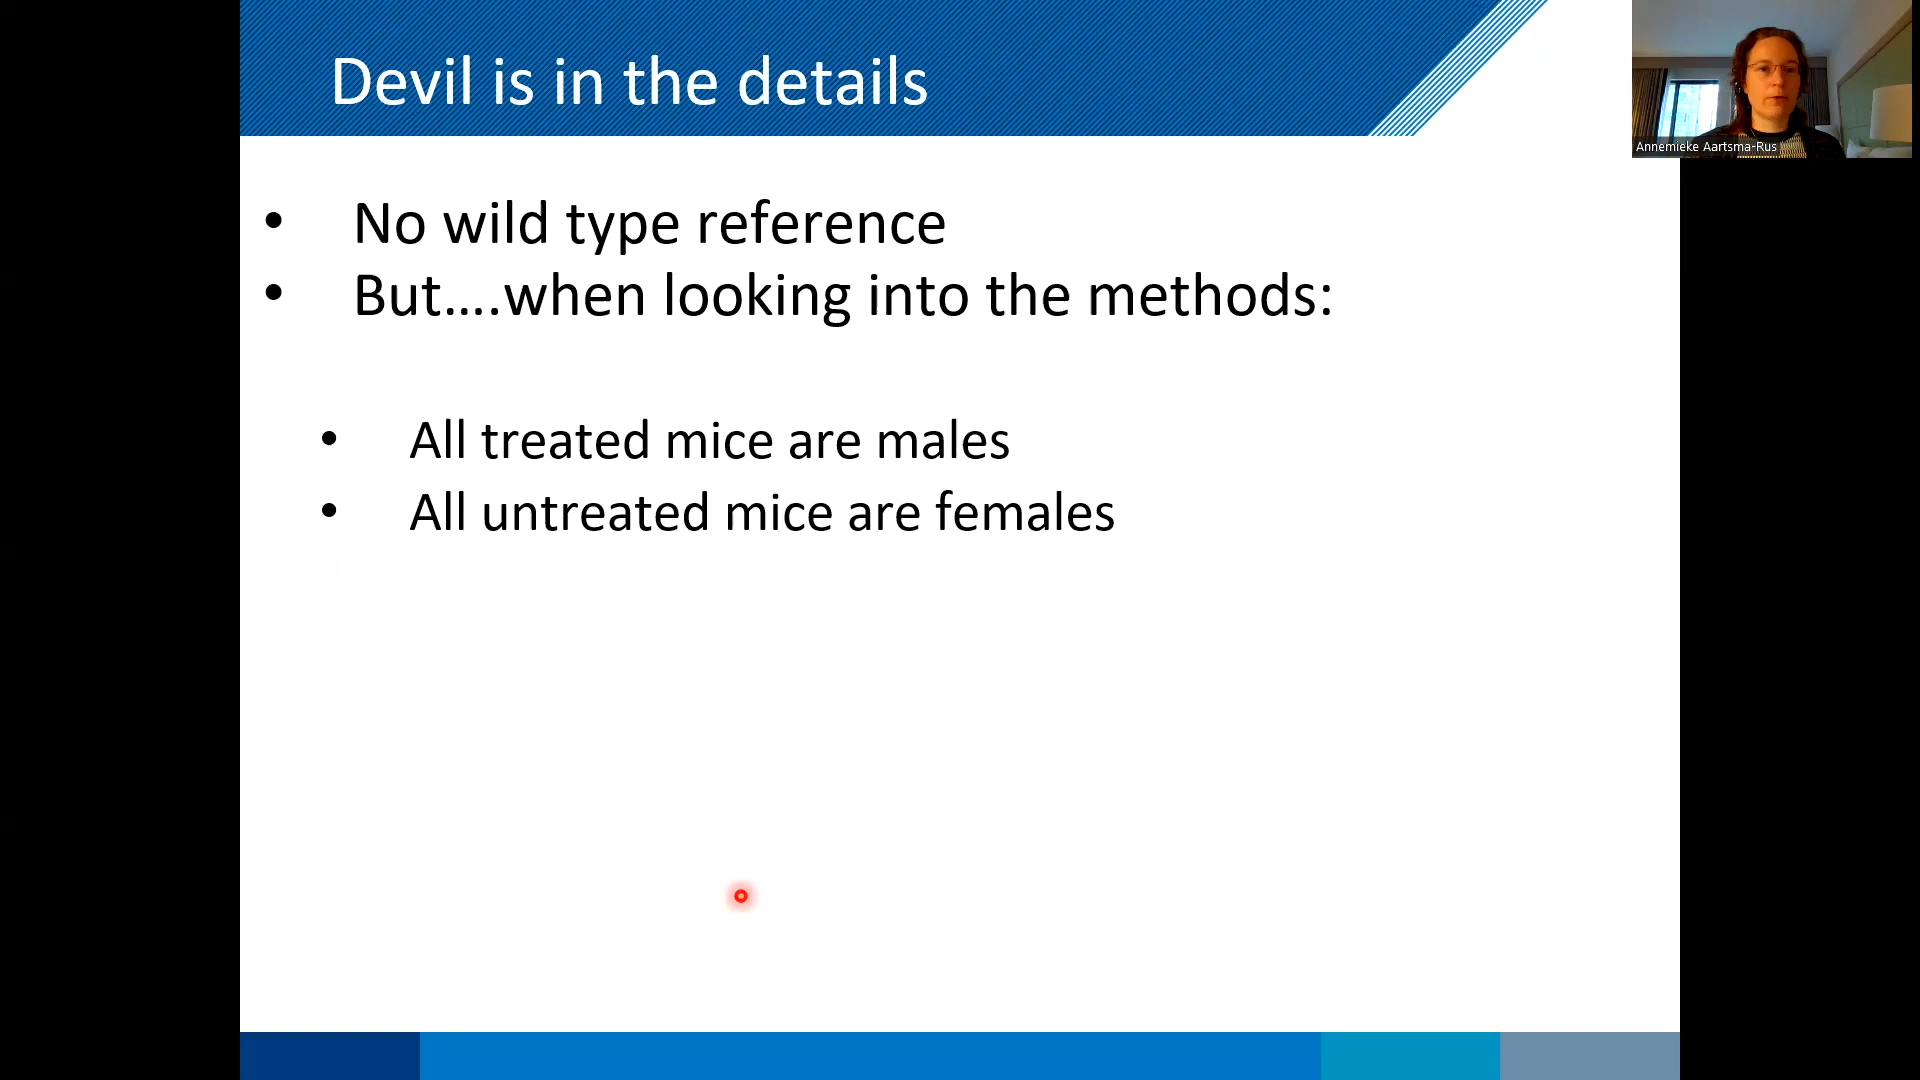 Devil is in the details
Annemieke Aartsma-Rus
• No wild type reference
• But....when looking into the methods:
• All treated mice are males
• All untreated mice are females